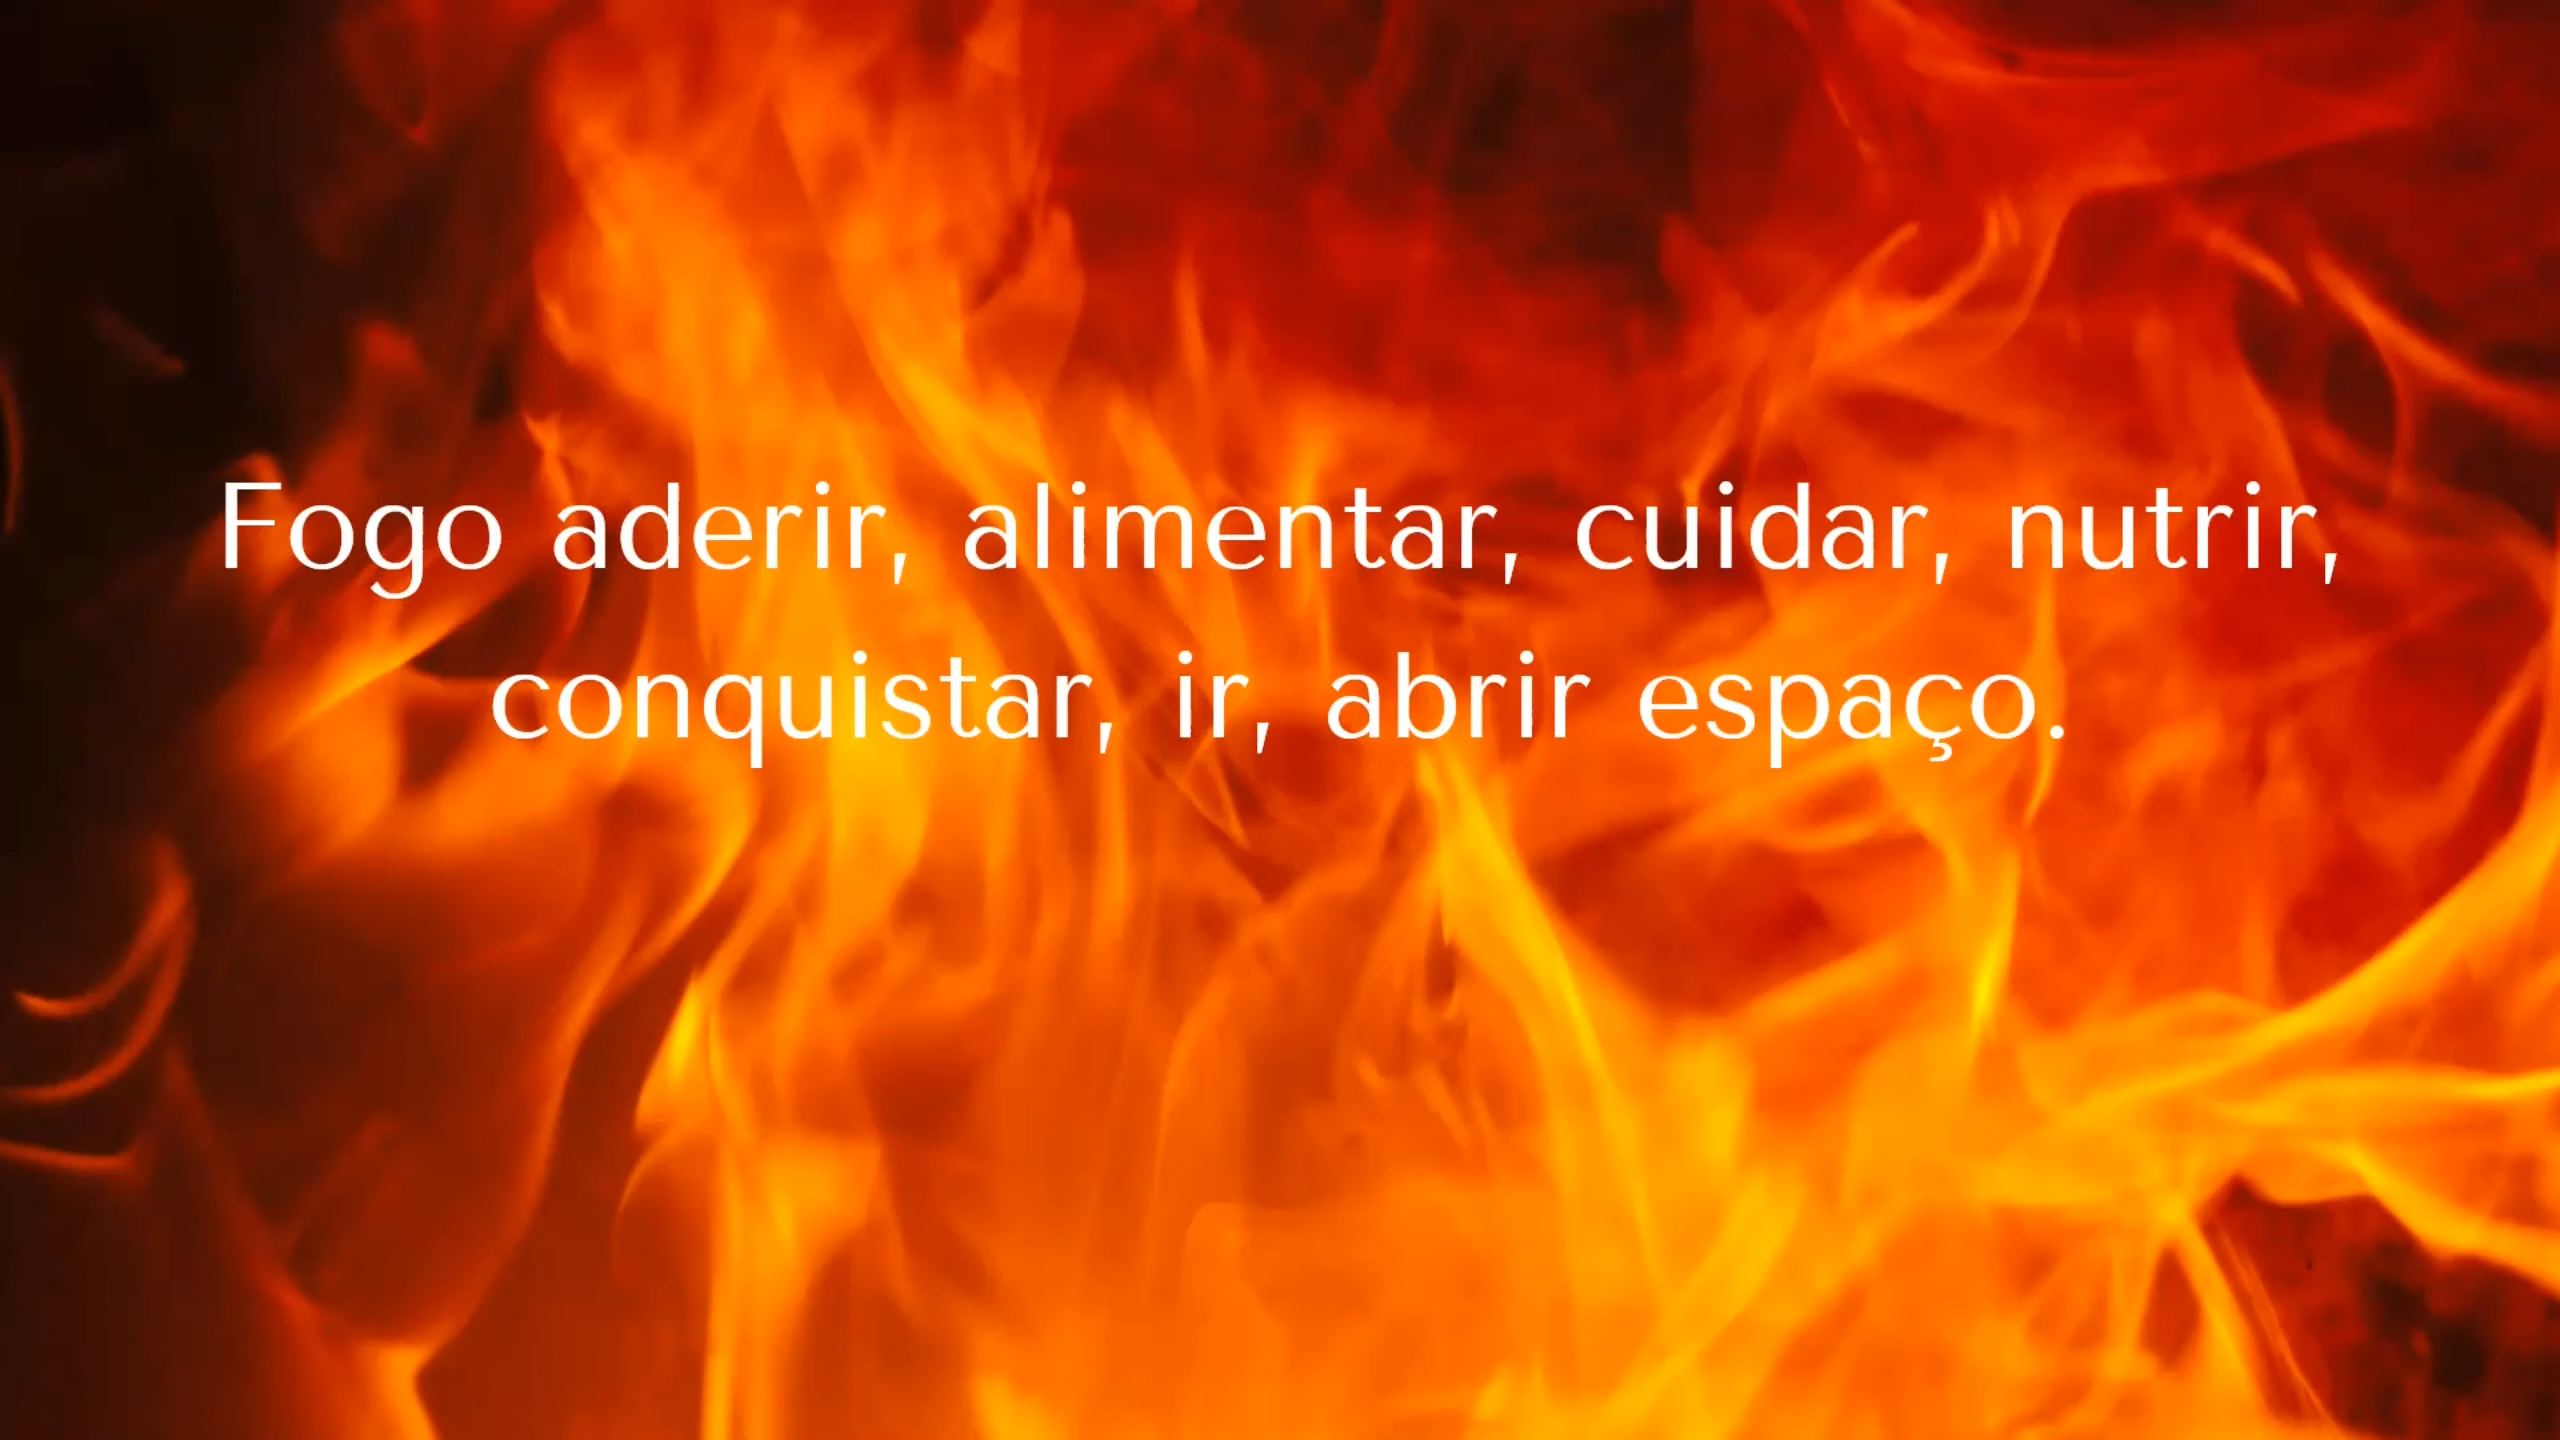 Fogo aderir, alimentar, cuidar, nutrir,
conquistar, ir, abrir espaço.